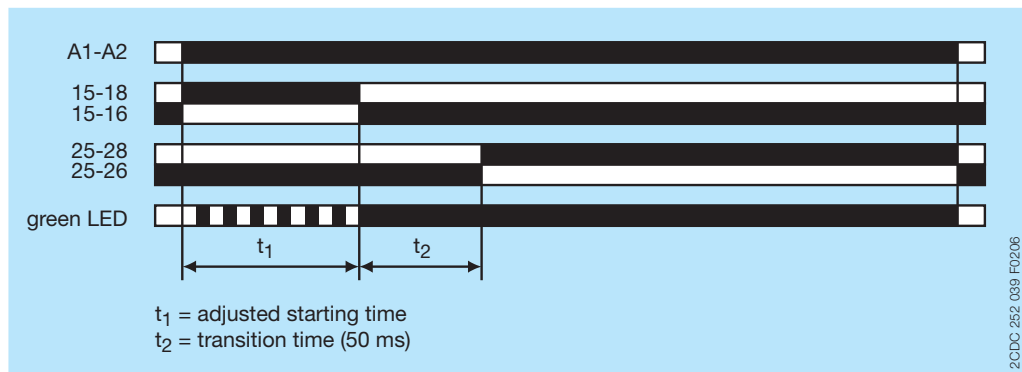 A1-A2
15-18
15-16
25-28
25-26
green LED
t₁
t₂
t₁ = adjusted starting time
t₂ = transition time (50 ms)
2CDC 252 039 F0206